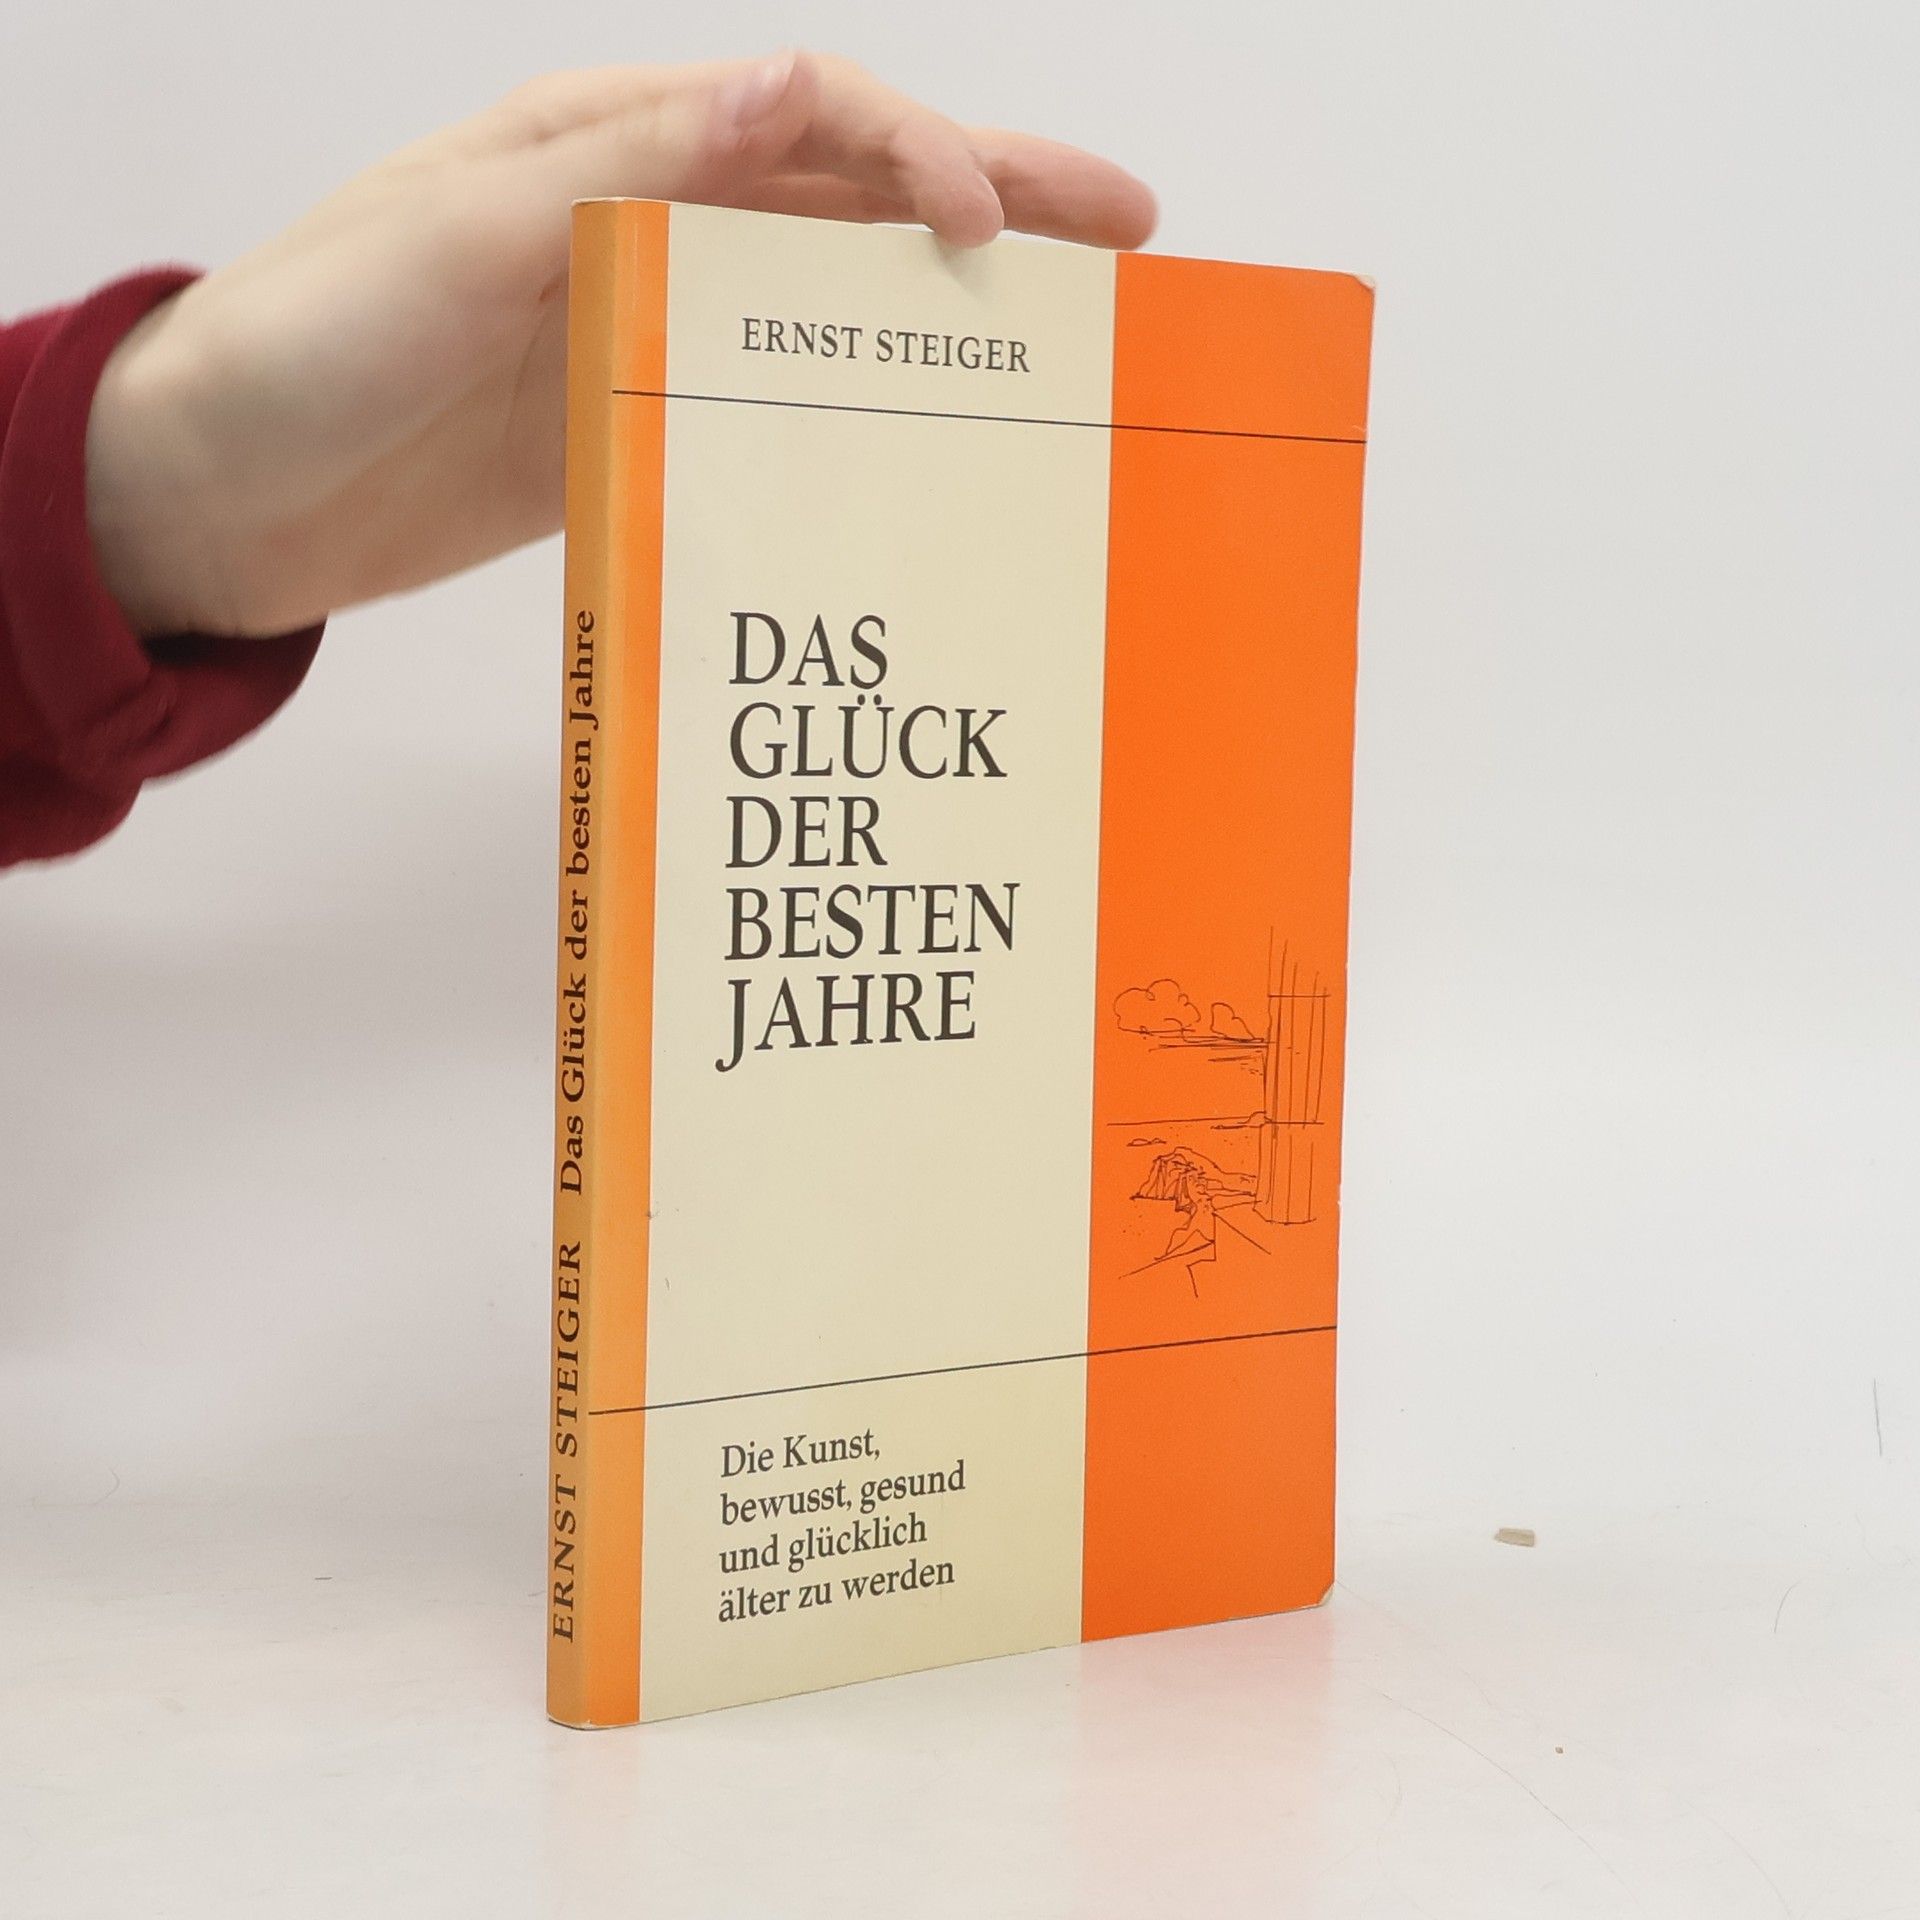 ERNST STEIGER
DAS
GLÜCK
DER
BESTEN
JAHRE
Die Kunst,
bewusst, gesund
und glücklich
älter zu werden
ERNST STEIGER Das Glück der besten Jahre